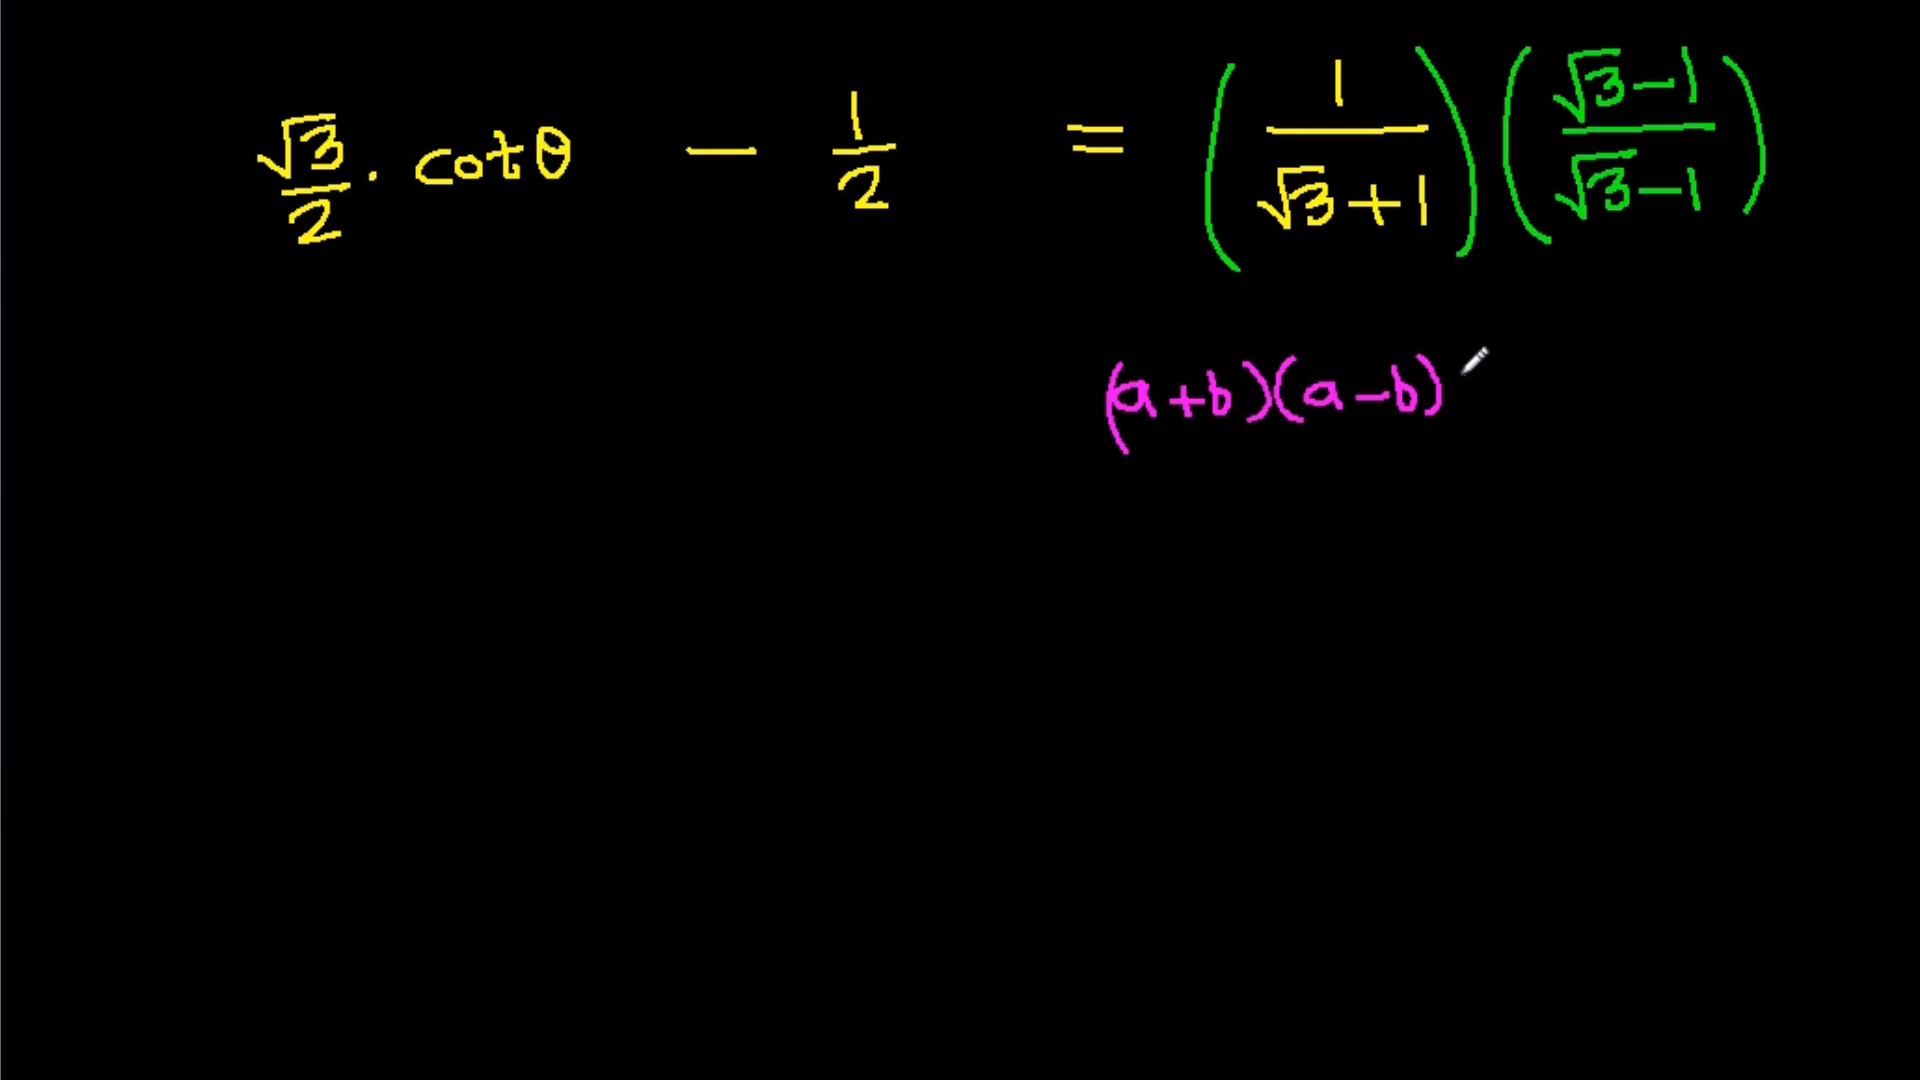 √3/2 · cotθ − 1/2 = (1/(√3+1)) ((√3−1)/(√3−1))
(a+b)(a−b)